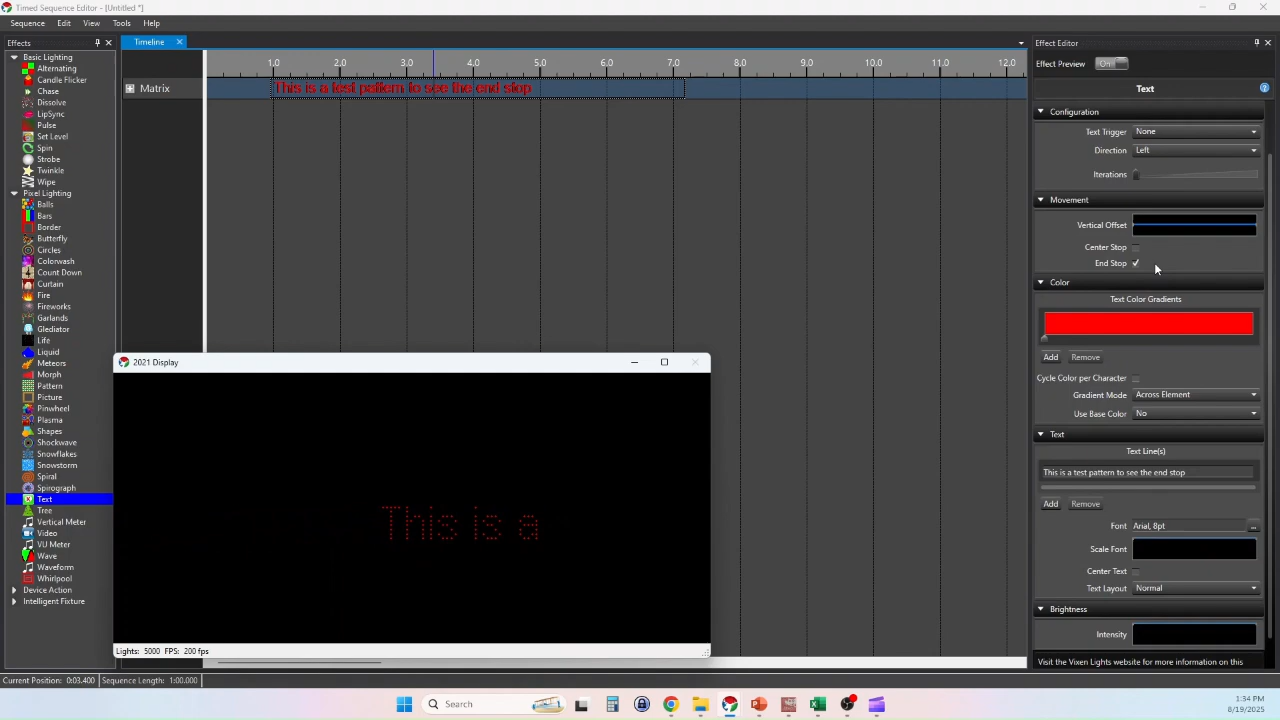 Timed Sequence Editor - [Untitled *]
Sequence Edit View Tools Help
Effects
Basic Lighting
Alternating
Candle Flicker
Chase
Dissolve
LipSync
Pulse
Set Level
Spin
Strobe
Twinkle
Wipe
Pixel Lighting
Balls
Bars
Border
Butterfly
Circles
Colorwash
Count Down
Curtain
Fire
Fireworks
Garlands
Glediator
Life
Liquid
Meteors
Morph
Pattern
Picture
Pinwheel
Plasma
Shapes
Shockwave
Snowflakes
Snowstorm
Spiral
Spirograph
Text
Tree
Vertical Meter
Video
VU Meter
Wave
Waveform
Whirlpool
Device Action
Intelligent Fixture
Timeline
1.0 2.0 3.0 4.0 5.0 6.0 7.0 8.0 9.0 10.0 11.0 12.0
Matrix
This is a test pattern to see the end stop
2021 Display
This is a
Lights: 5000 FPS: 200 fps
Effect Editor
Effect Preview On
Text
Configuration
Text Trigger None
Direction Left
Iterations
Movement
Vertical Offset
Center Stop
End Stop
Color
Text Color Gradients
Add Remove
Cycle Color per Character
Gradient Mode Across Element
Use Base Color No
Text
Text Line(s)
This is a test pattern to see the end stop
Add Remove
Font Arial, 8pt ...
Scale Font
Center Text
Text Layout Normal
Brightness
Intensity
Visit the Vixen Lights website for more information on this
Current Position: 0:03.400 Sequence Length: 1:00.000
Search
1:34 PM
8/19/2025